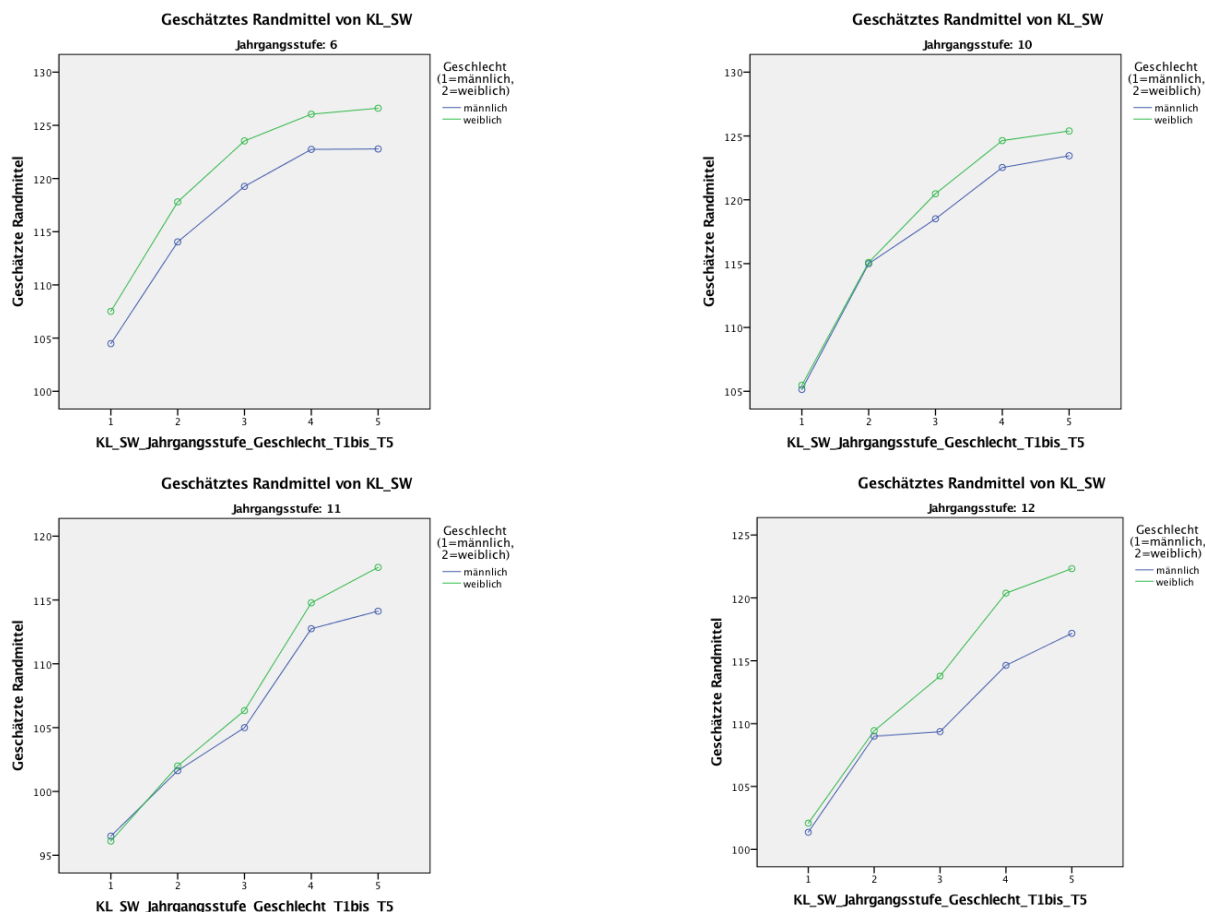 Geschätztes Randmittel von KL_SW
Jahrgangsstufe: 6
Geschätzte Randmittel
130
125
120
115
110
105
100
1 2 3 4 5
KL_SW_Jahrgangsstufe_Geschlecht_T1bis_T5
Geschlecht
(1=männlich,
2=weiblich)
männlich
weiblich
Geschätztes Randmittel von KL_SW
Jahrgangsstufe: 10
Geschätzte Randmittel
130
125
120
115
110
105
1 2 3 4 5
KL_SW_Jahrgangsstufe_Geschlecht_T1bis_T5
Geschlecht
(1=männlich,
2=weiblich)
männlich
weiblich
Geschätztes Randmittel von KL_SW
Jahrgangsstufe: 11
Geschätzte Randmittel
120
115
110
105
100
95
1 2 3 4 5
KL_SW_Jahrgangsstufe_Geschlecht_T1bis_T5
Geschlecht
(1=männlich,
2=weiblich)
männlich
weiblich
Geschätztes Randmittel von KL_SW
Jahrgangsstufe: 12
Geschätzte Randmittel
125
120
115
110
105
100
1 2 3 4 5
KL_SW_Jahrgangsstufe_Geschlecht_T1bis_T5
Geschlecht
(1=männlich,
2=weiblich)
männlich
weiblich